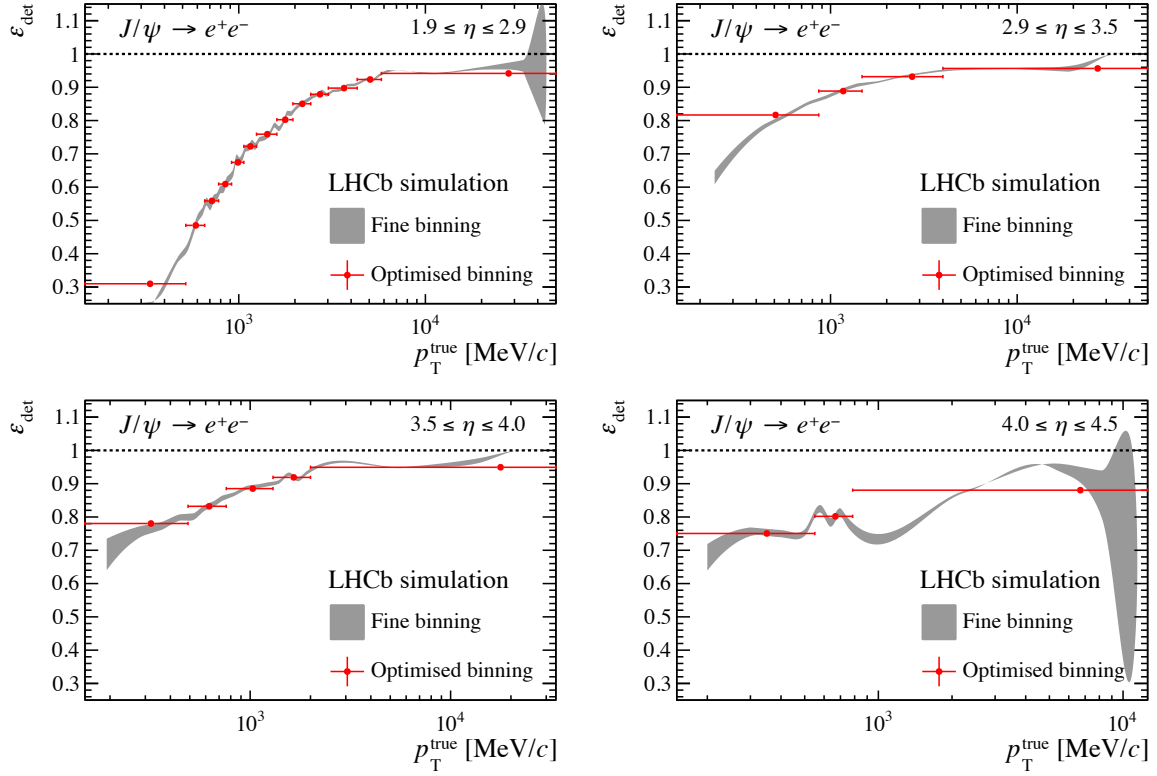 ε_det
J/ψ → e⁺e⁻
1.9 ≤ η ≤ 2.9
1.1
1
0.9
0.8
0.7
0.6
0.5
0.4
0.3
LHCb simulation
Fine binning
Optimised binning
10³
10⁴
p_T^true [MeV/c]
ε_det
J/ψ → e⁺e⁻
2.9 ≤ η ≤ 3.5
1.1
1
0.9
0.8
0.7
0.6
0.5
0.4
0.3
LHCb simulation
Fine binning
Optimised binning
10³
10⁴
p_T^true [MeV/c]
ε_det
J/ψ → e⁺e⁻
3.5 ≤ η ≤ 4.0
1.1
1
0.9
0.8
0.7
0.6
0.5
0.4
0.3
LHCb simulation
Fine binning
Optimised binning
10³
10⁴
p_T^true [MeV/c]
ε_det
J/ψ → e⁺e⁻
4.0 ≤ η ≤ 4.5
1.1
1
0.9
0.8
0.7
0.6
0.5
0.4
0.3
LHCb simulation
Fine binning
Optimised binning
10³
10⁴
p_T^true [MeV/c]